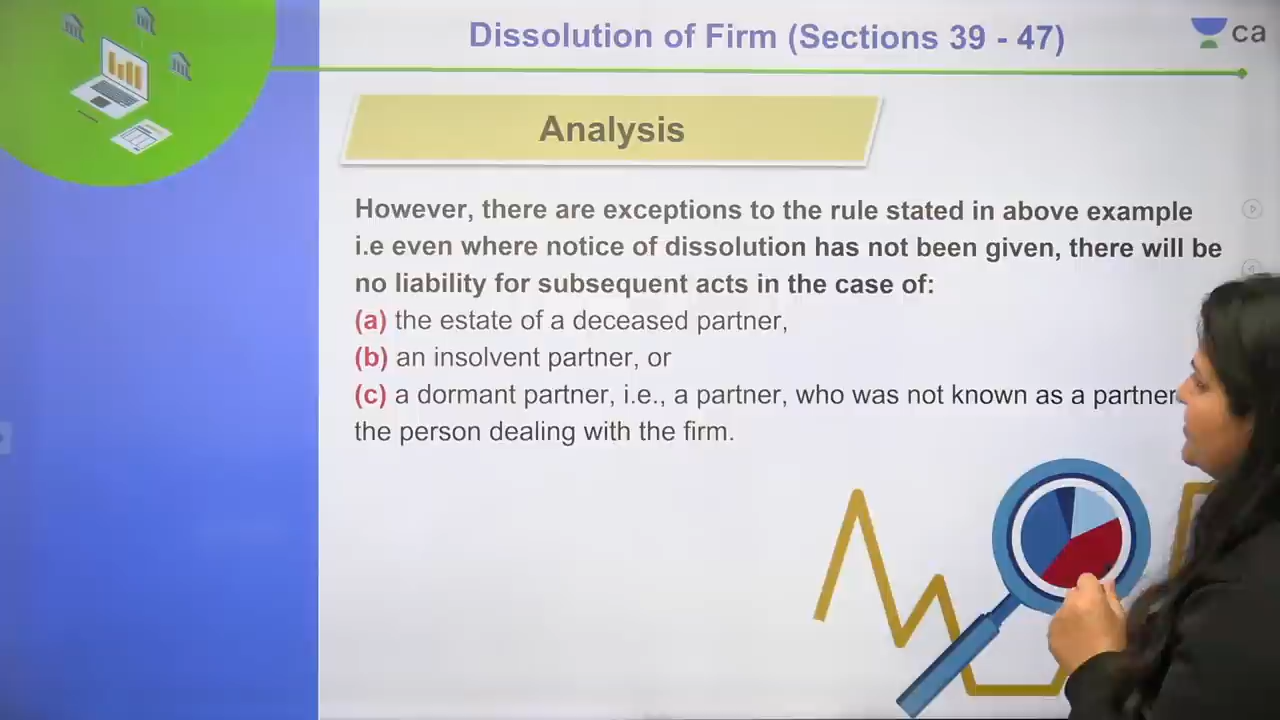 Dissolution of Firm (Sections 39 - 47)
ca
Analysis
However, there are exceptions to the rule stated in above example
i.e even where notice of dissolution has not been given, there will be
no liability for subsequent acts in the case of:
(a) the estate of a deceased partner,
(b) an insolvent partner, or
(c) a dormant partner, i.e., a partner, who was not known as a partner
the person dealing with the firm.